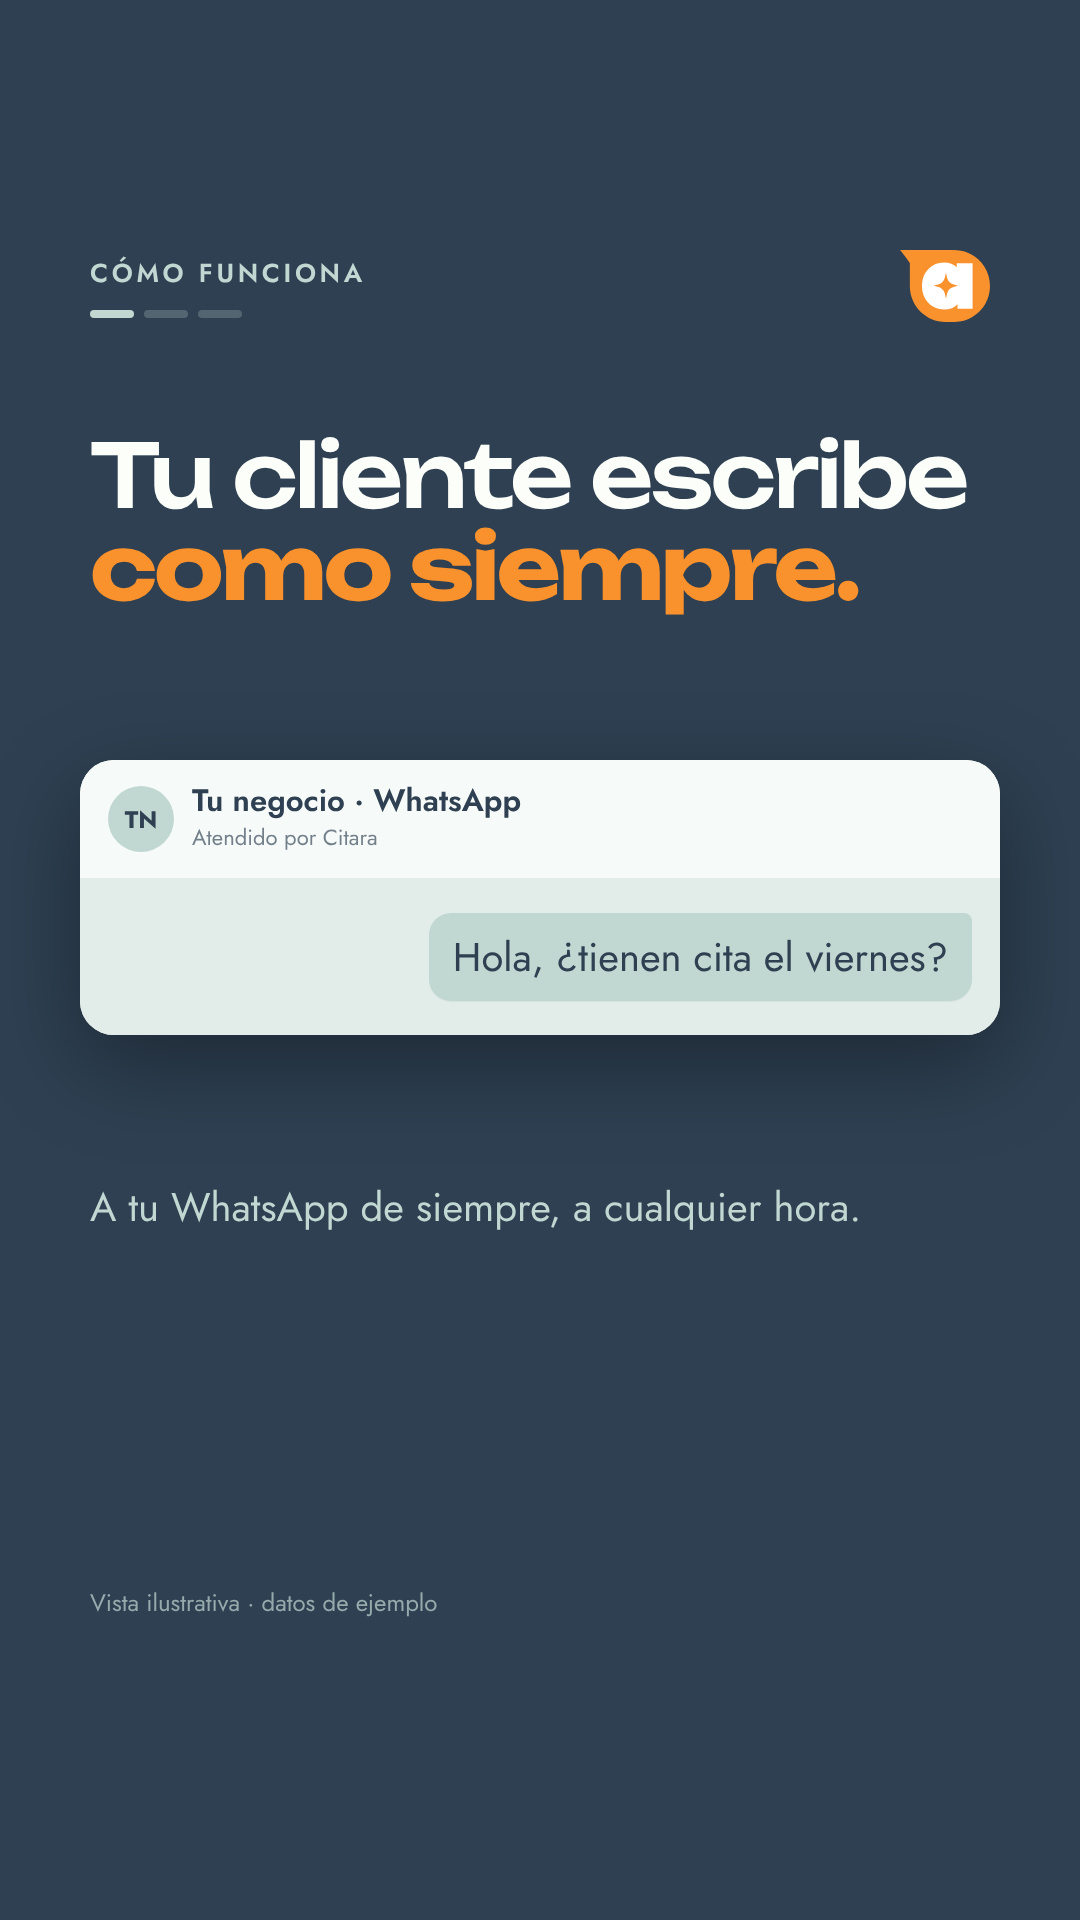 CÓMO FUNCIONA
a
Tu cliente escribe
como siempre.
TN
Tu negocio · WhatsApp
Atendido por Citara
Hola, ¿tienen cita el viernes?
A tu WhatsApp de siempre, a cualquier hora.
Vista ilustrativa · datos de ejemplo